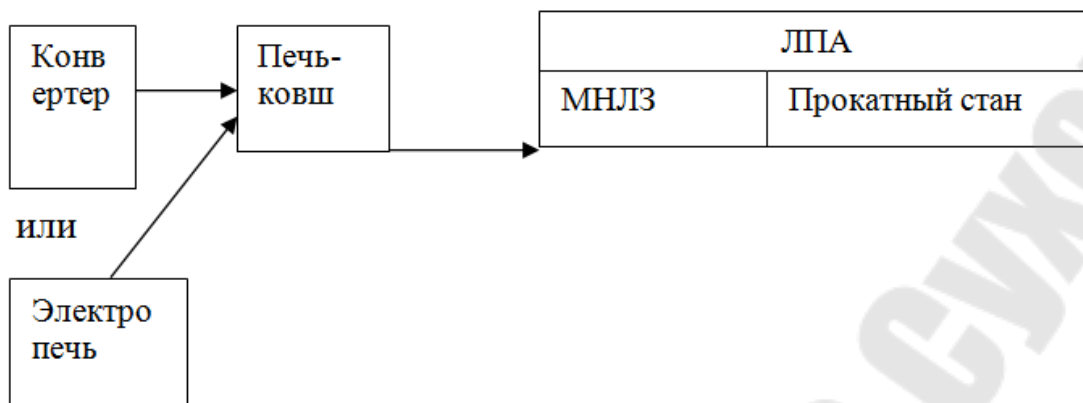 Конв
ертер
Печь-
ковш
ЛПА
МНЛЗ
Прокатный стан
или
Электро
печь